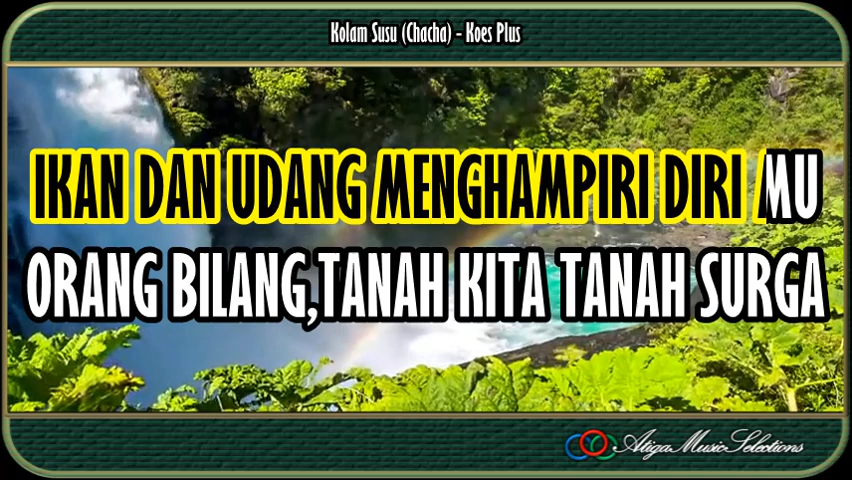 Kolam Susu (Chacha) - Koes Plus
IKAN DAN UDANG MENGHAMPIRI DIRI MU
ORANG BILANG,TANAH KITA TANAH SURGA
Atiga Music Selections